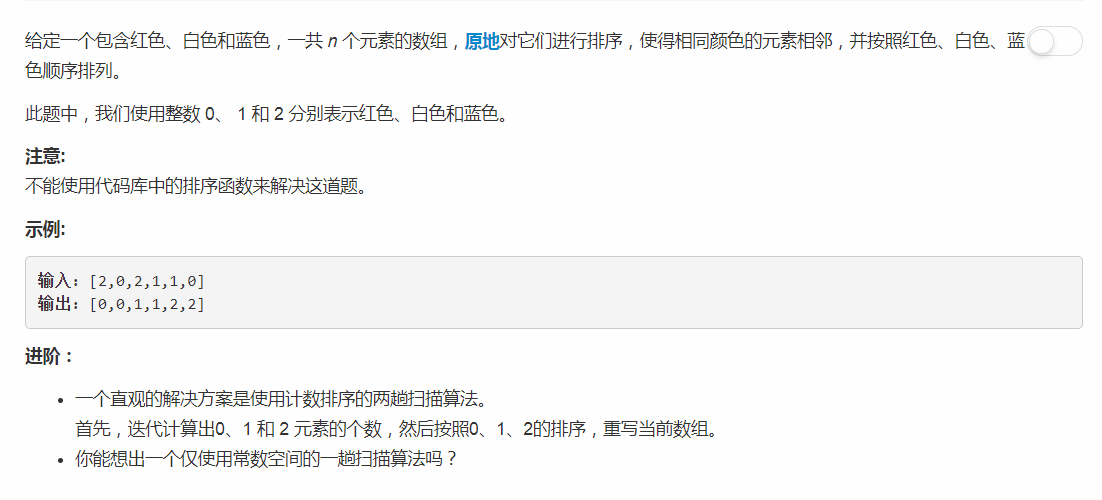 给定一个包含红色、白色和蓝色，一共 n 个元素的数组，原地对它们进行排序，使得相同颜色的元素相邻，并按照红色、白色、蓝
色顺序排列。
此题中，我们使用整数 0、 1 和 2 分别表示红色、白色和蓝色。
注意:
不能使用代码库中的排序函数来解决这道题。
示例:
输入: [2,0,2,1,1,0]
输出: [0,0,1,1,2,2]
进阶：
• 一个直观的解决方案是使用计数排序的两趟扫描算法。
首先，迭代计算出0、1 和 2 元素的个数，然后按照0、1、2的排序，重写当前数组。
• 你能想出一个仅使用常数空间的一趟扫描算法吗？